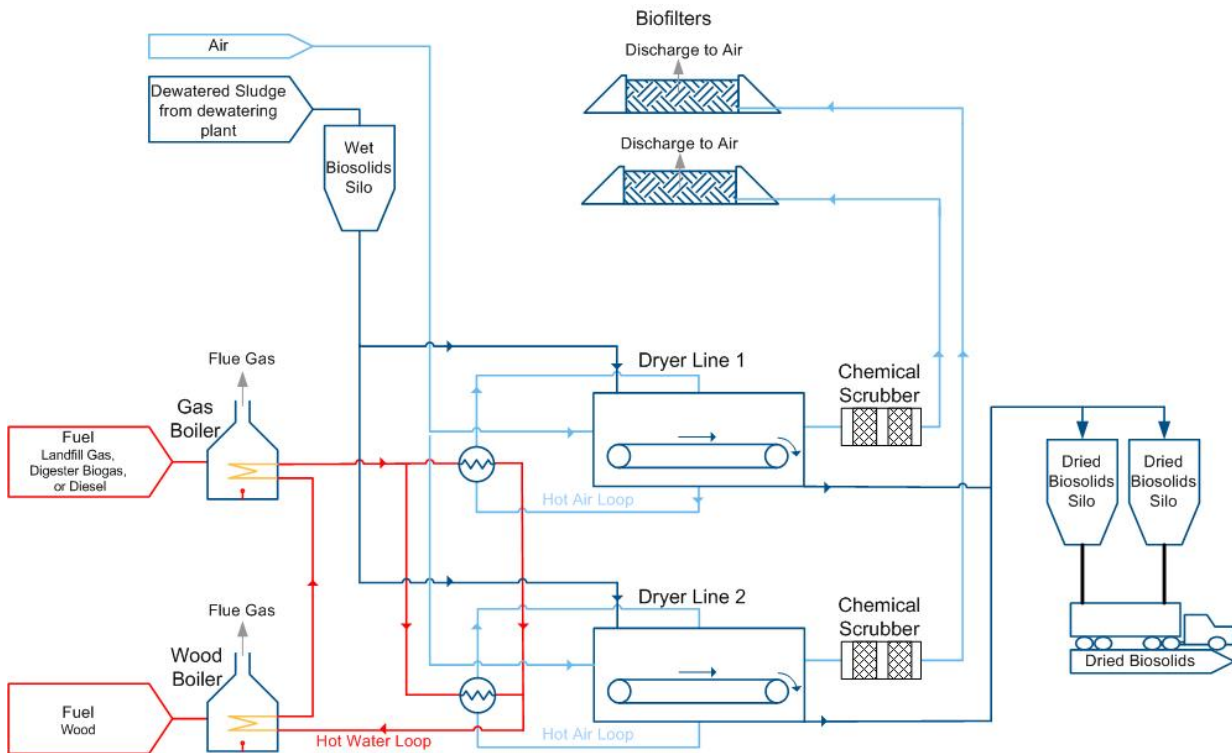 Biofilters
Air
Discharge to Air
Dewatered Sludge
from dewatering
plant
Wet
Biosolids
Silo
Discharge to Air
Flue Gas
Dryer Line 1
Chemical
Scrubber
Gas
Boiler
Fuel
Landfill Gas,
Digester Biogas,
or Diesel
Hot Air Loop
Dried
Biosolids
Silo
Dried
Biosolids
Silo
Flue Gas
Dryer Line 2
Chemical
Scrubber
Wood
Boiler
Fuel
Wood
Hot Water Loop
Hot Air Loop
Dried Biosolids